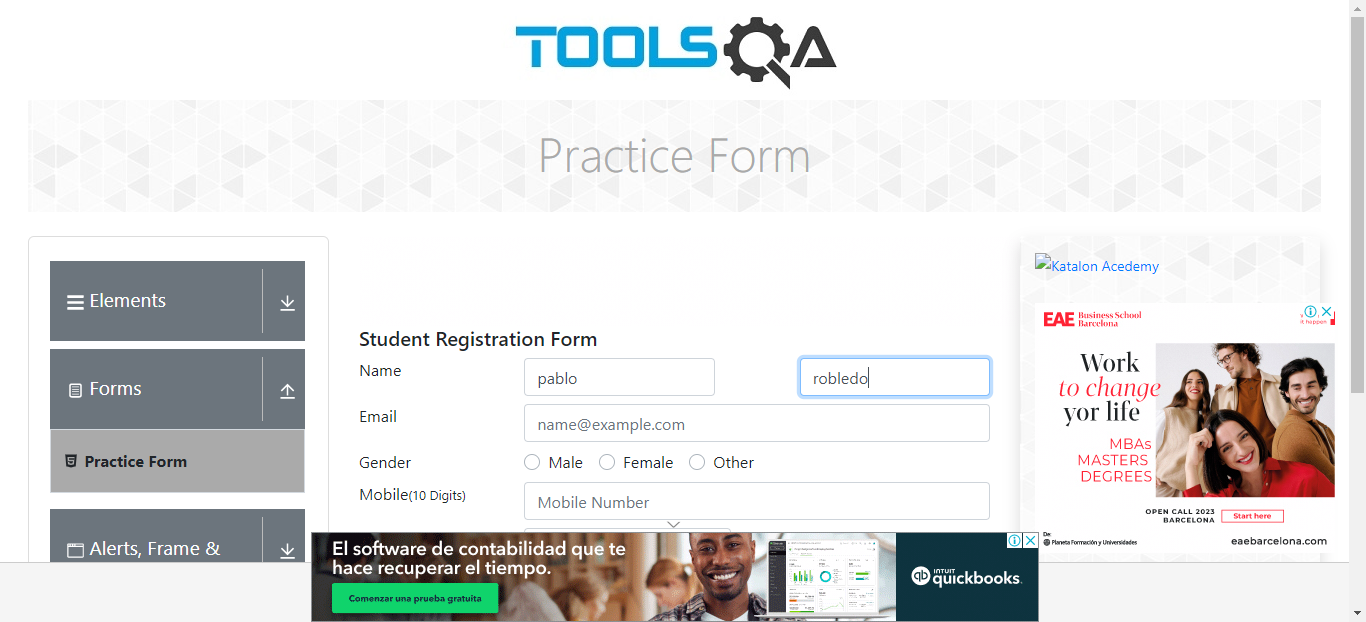 TOOLSQA
Practice Form
Elements
Forms
Practice Form
Alerts, Frame &
Student Registration Form
Name
pablo
robledo
Email
name@example.com
Gender
Male
Female
Other
Mobile(10 Digits)
Mobile Number
Katalon Acedemy
EAE Business School
Barcelona
it happen
Work
to change
yor life
MBAs
MASTERS
DEGREES
OPEN CALL 2023
BARCELONA
Start here
De:
Planeta Formación y Universidades
eaebarcelona.com
El software de contabilidad que te
hace recuperar el tiempo.
Comenzar una prueba gratuita
INTUIT
quickbooks.